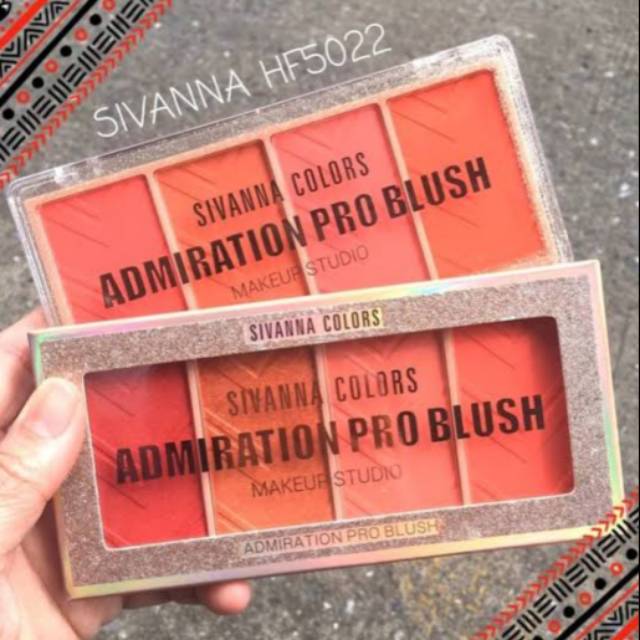 SIVANNA HF5022
SIVANNA COLORS
ADMIRATION PRO BLUSH
MAKEUP STUDIO
SIVANNA COLORS
SIVANNA COLORS
ADMIRATION PRO BLUSH
MAKEUP STUDIO
ADMIRATION PRO BLUSH